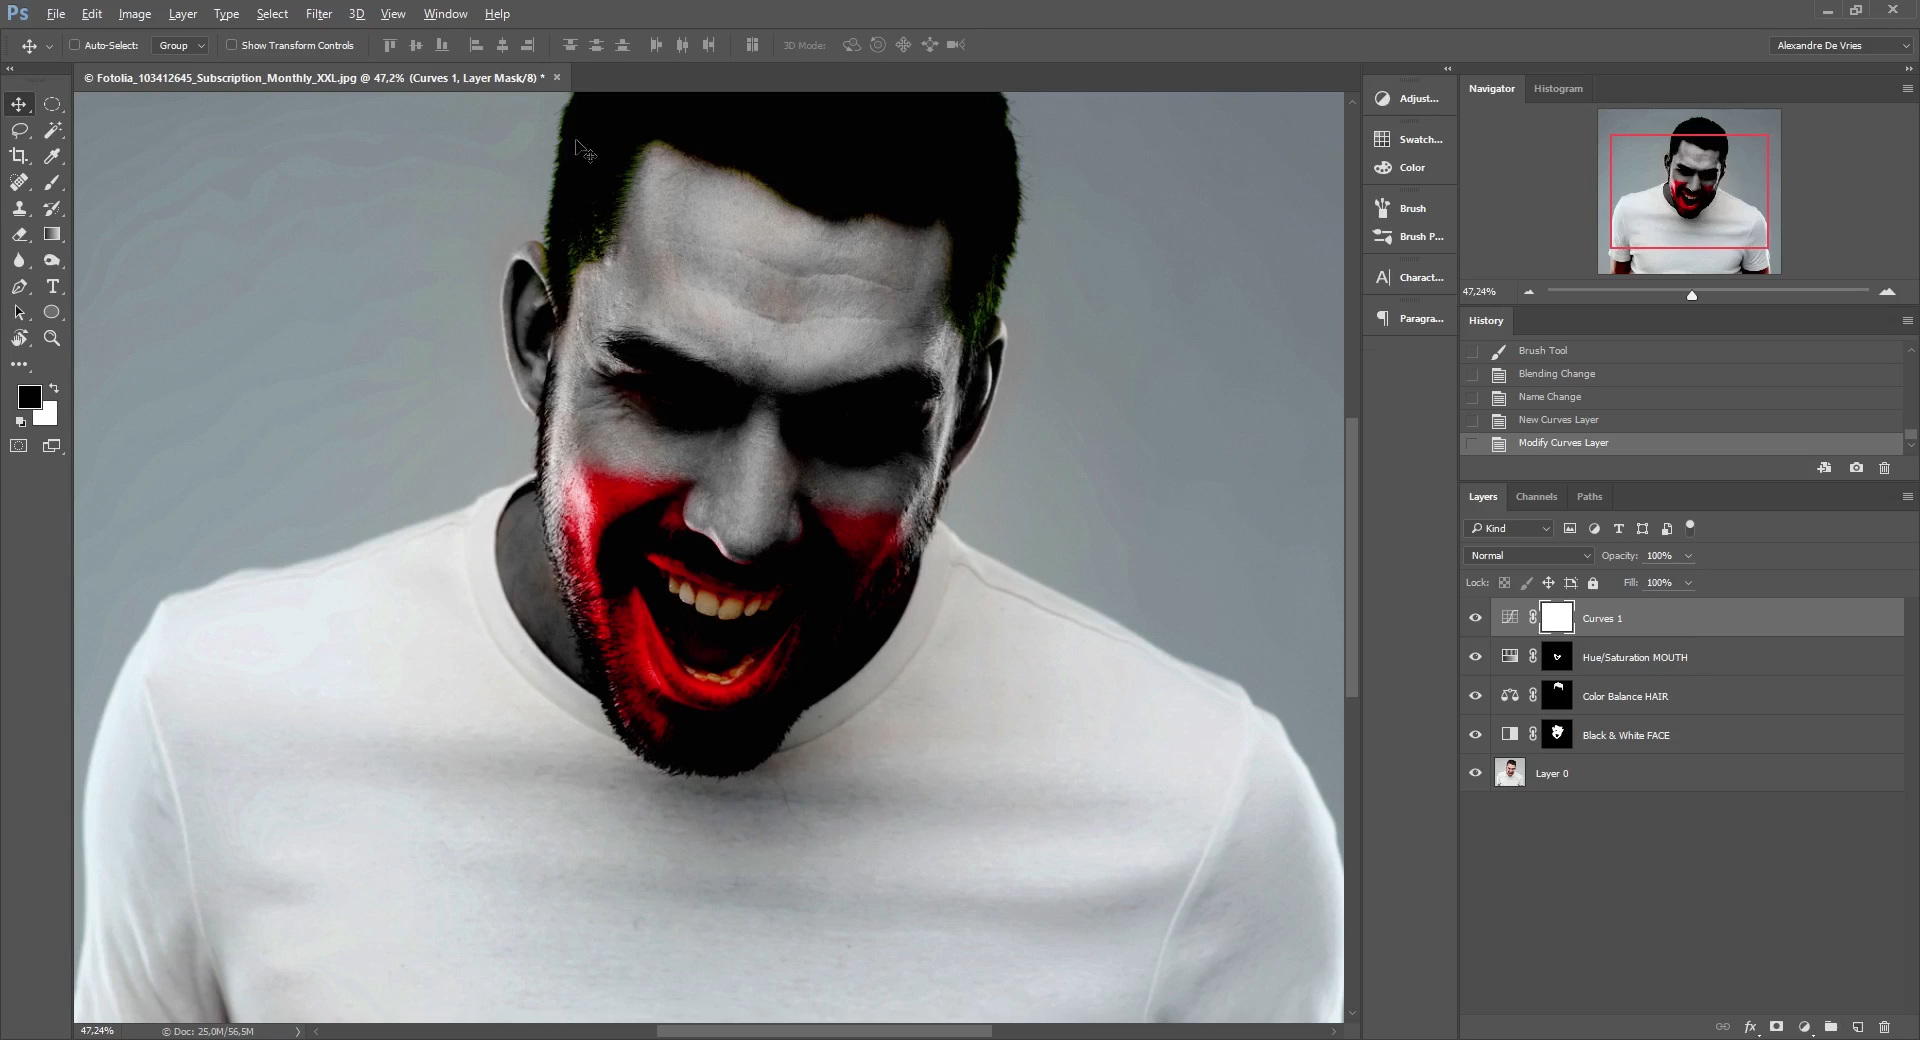 Ps File Edit Image Layer Type Select Filter 3D View Window Help
Auto-Select: Group Show Transform Controls 3D Mode: Alexandre De Vries
© Fotolia_103412645_Subscription_Monthly_XXL.jpg @ 47,2% (Curves 1, Layer Mask/8) * ×
Adjust...
Swatch...
Color
Brush
Brush P...
Charact...
Paragra...
Navigator Histogram
47,24%
History
Brush Tool
Blending Change
Name Change
New Curves Layer
Modify Curves Layer
Layers Channels Paths
Kind
Normal Opacity: 100%
Lock: Fill: 100%
Curves 1
Hue/Saturation MOUTH
Color Balance HAIR
Black & White FACE
Layer 0
47,24% © Doc: 25,0M/56,5M